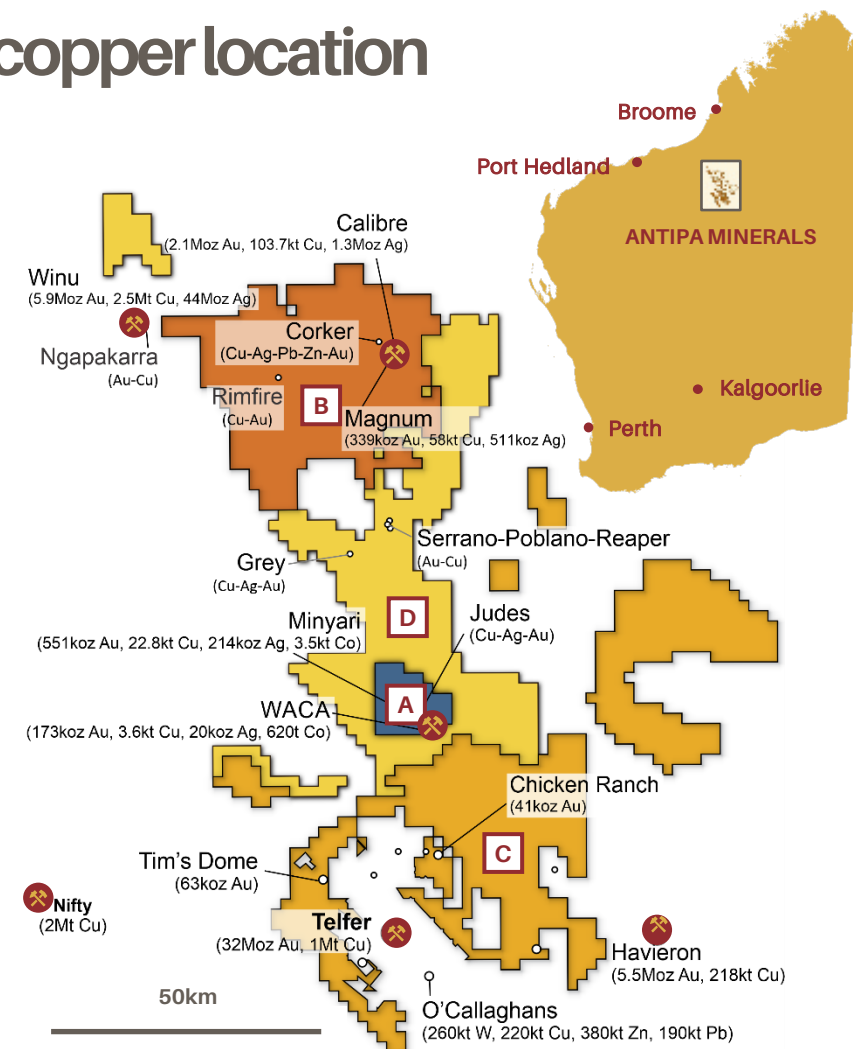 copper location
Broome
Port Hedland
ANTIPA MINERALS
Kalgoorlie
Perth
Calibre
(2.1Moz Au, 103.7kt Cu, 1.3Moz Ag)
Winu
(5.9Moz Au, 2.5Mt Cu, 44Moz Ag)
Ngapakarra
(Au-Cu)
Corker
(Cu-Ag-Pb-Zn-Au)
Rimfire
(Cu-Au)
B
Magnum
(339koz Au, 58kt Cu, 511koz Ag)
Serrano-Poblano-Reaper
(Au-Cu)
Grey
(Cu-Ag-Au)
D
Judes
(Cu-Ag-Au)
Minyari
(551koz Au, 22.8kt Cu, 214koz Ag, 3.5kt Co)
A
WACA
(173koz Au, 3.6kt Cu, 20koz Ag, 620t Co)
Chicken Ranch
(41koz Au)
C
Tim's Dome
(63koz Au)
Nifty
(2Mt Cu)
Telfer
(32Moz Au, 1Mt Cu)
Havieron
(5.5Moz Au, 218kt Cu)
O'Callaghans
(260kt W, 220kt Cu, 380kt Zn, 190kt Pb)
50km